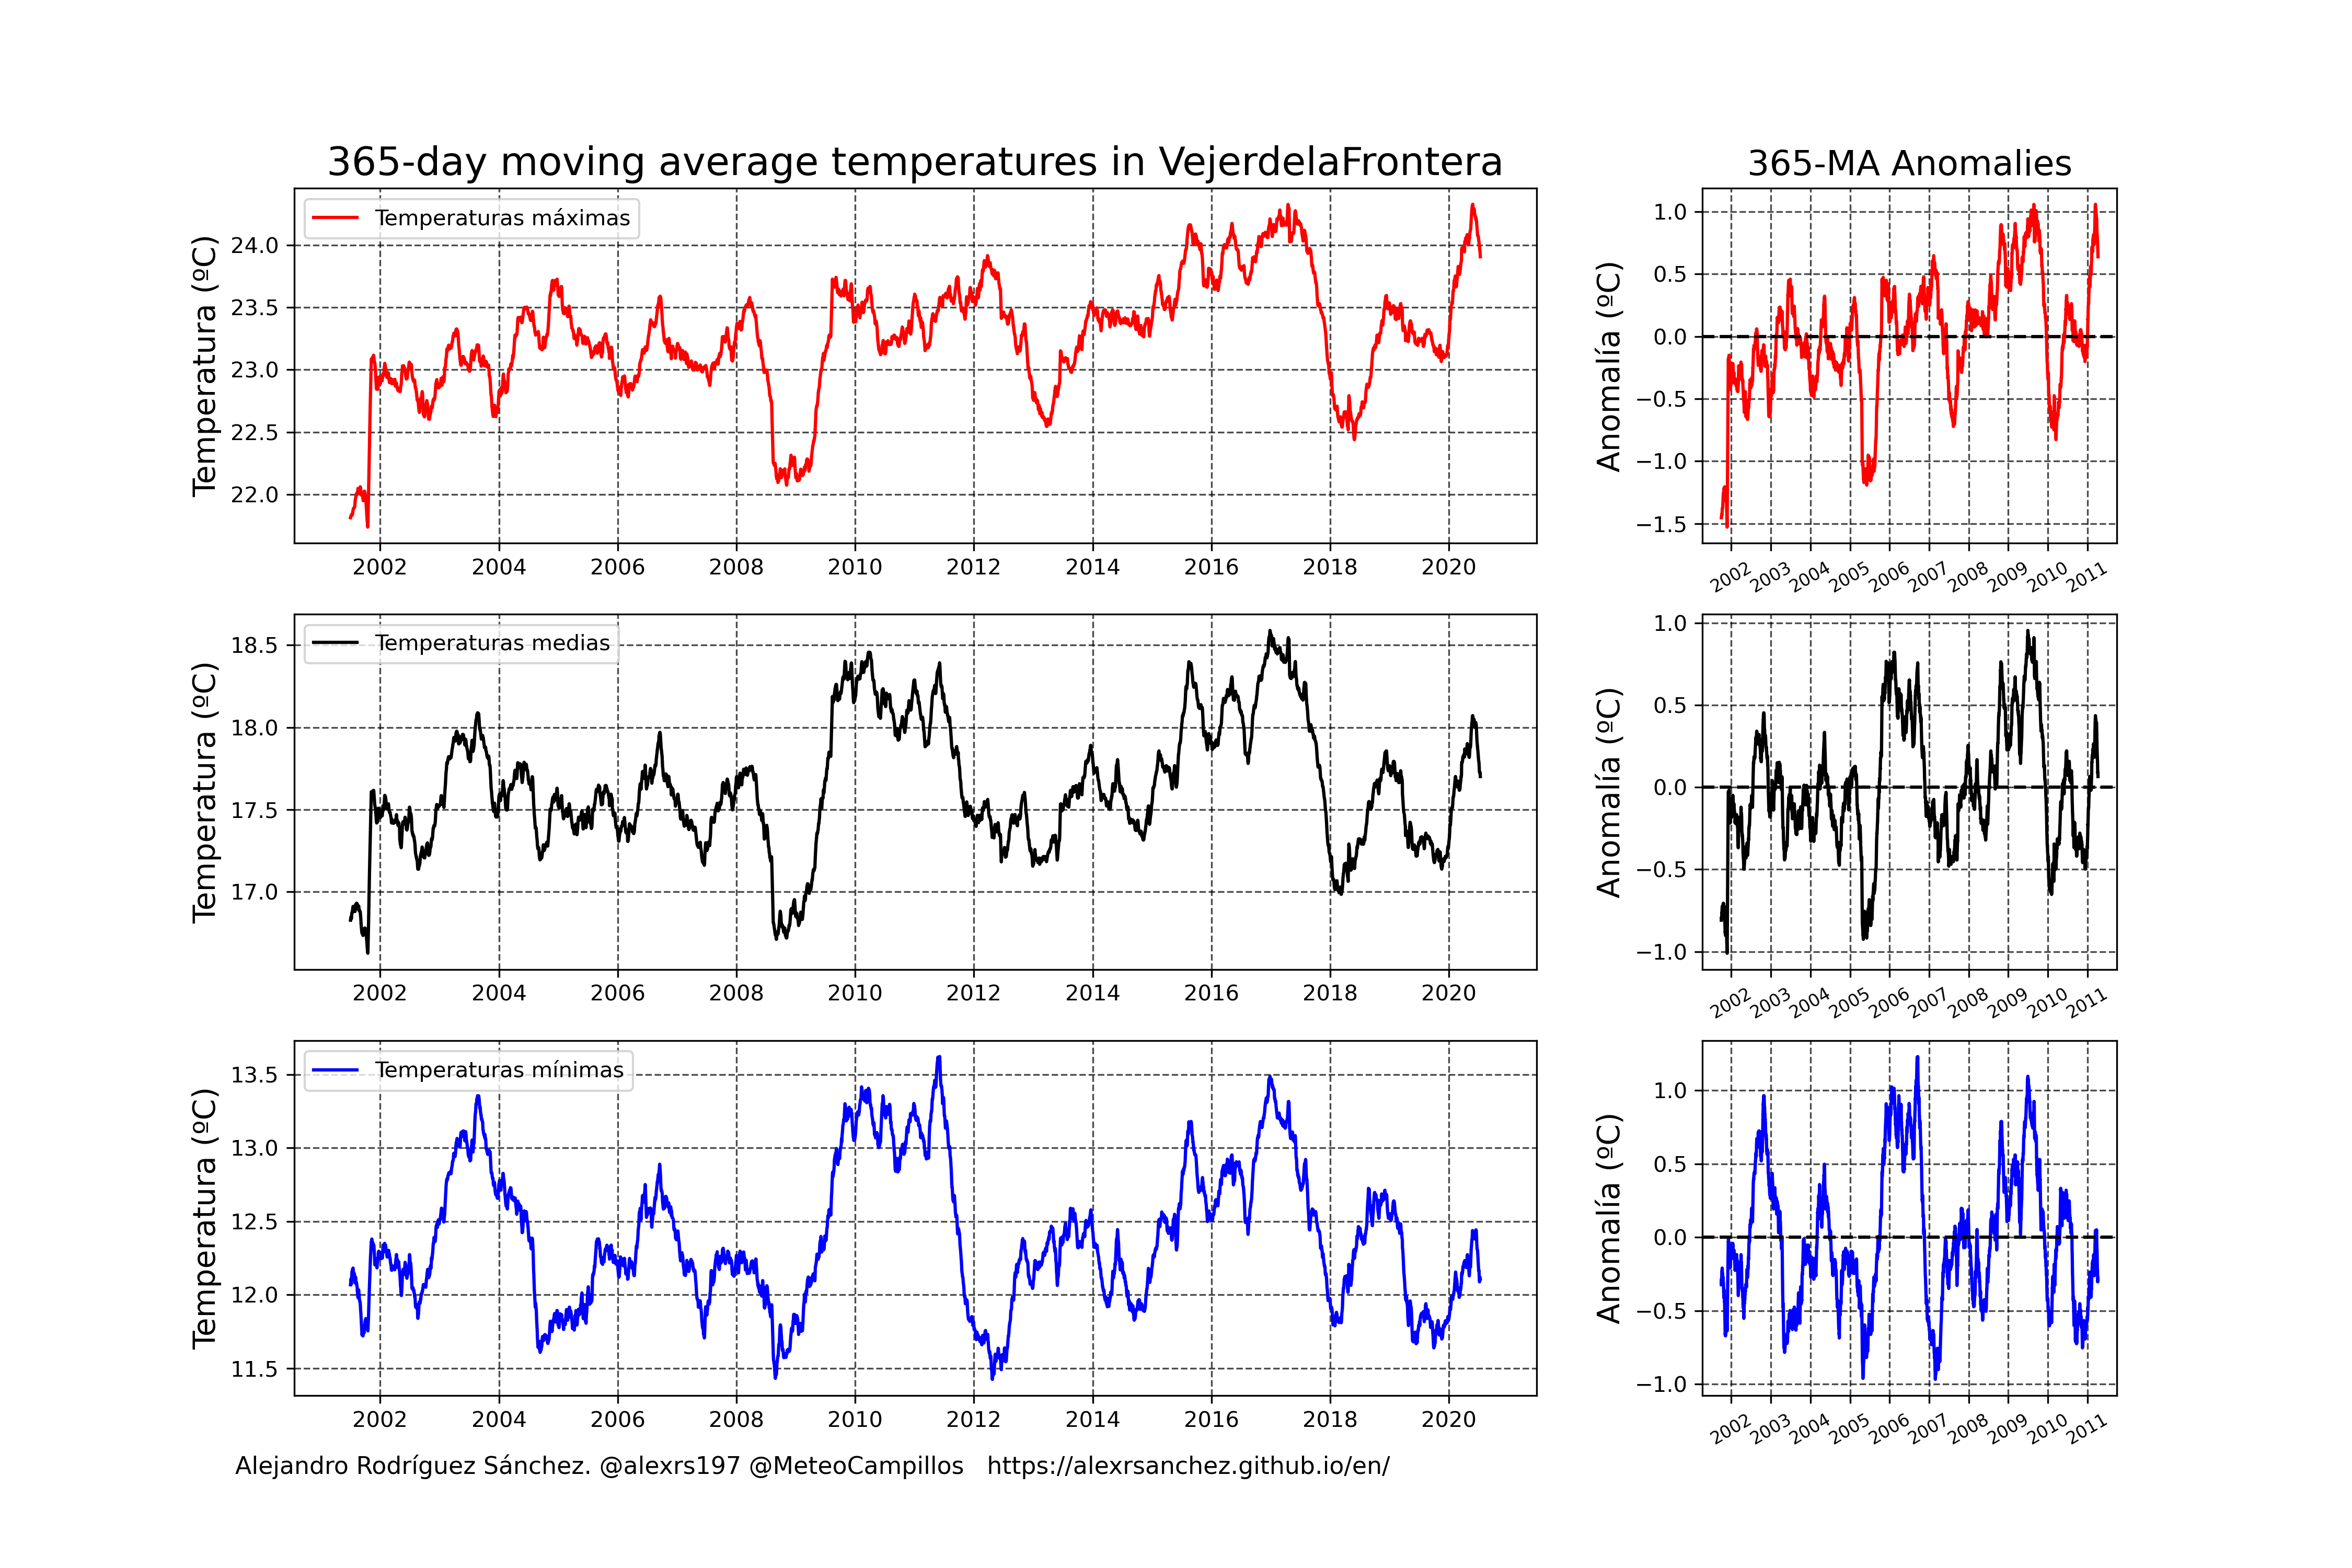 365-day moving average temperatures in VejerdelaFrontera
Temperatura (ºC)
24.0
23.5
23.0
22.5
22.0
Temperaturas máximas
2002 2004 2006 2008 2010 2012 2014 2016 2018 2020
365-MA Anomalies
Anomalía (ºC)
1.0
0.5
0.0
−0.5
−1.0
−1.5
2002 2003 2004 2005 2006 2007 2008 2009 2010 2011
Temperatura (ºC)
18.5
18.0
17.5
17.0
Temperaturas medias
2002 2004 2006 2008 2010 2012 2014 2016 2018 2020
Anomalía (ºC)
1.0
0.5
0.0
−0.5
−1.0
2002 2003 2004 2005 2006 2007 2008 2009 2010 2011
Temperatura (ºC)
13.5
13.0
12.5
12.0
11.5
Temperaturas mínimas
2002 2004 2006 2008 2010 2012 2014 2016 2018 2020
Anomalía (ºC)
1.0
0.5
0.0
−0.5
−1.0
2002 2003 2004 2005 2006 2007 2008 2009 2010 2011
Alejandro Rodríguez Sánchez. @alexrs197 @MeteoCampillos https://alexrsanchez.github.io/en/